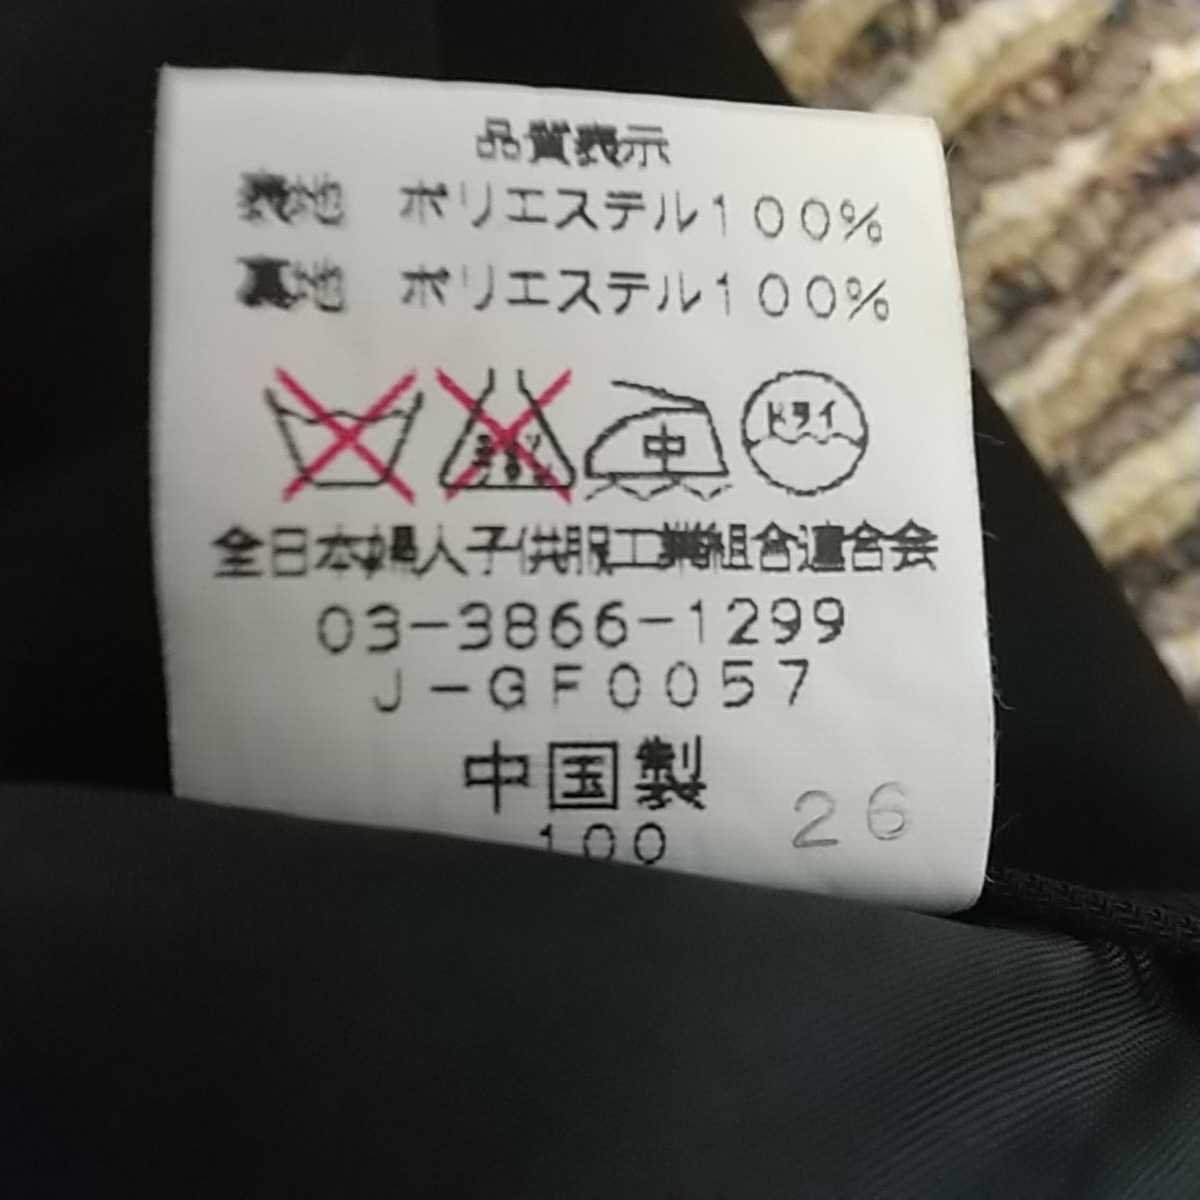 品質表示
表地 ポリエステル100%
裏地 ポリエステル100%
中 ドライ
全日本婦人子供服工業組合連合会
03-3866-1299
J-GF0057
中国製
100 26